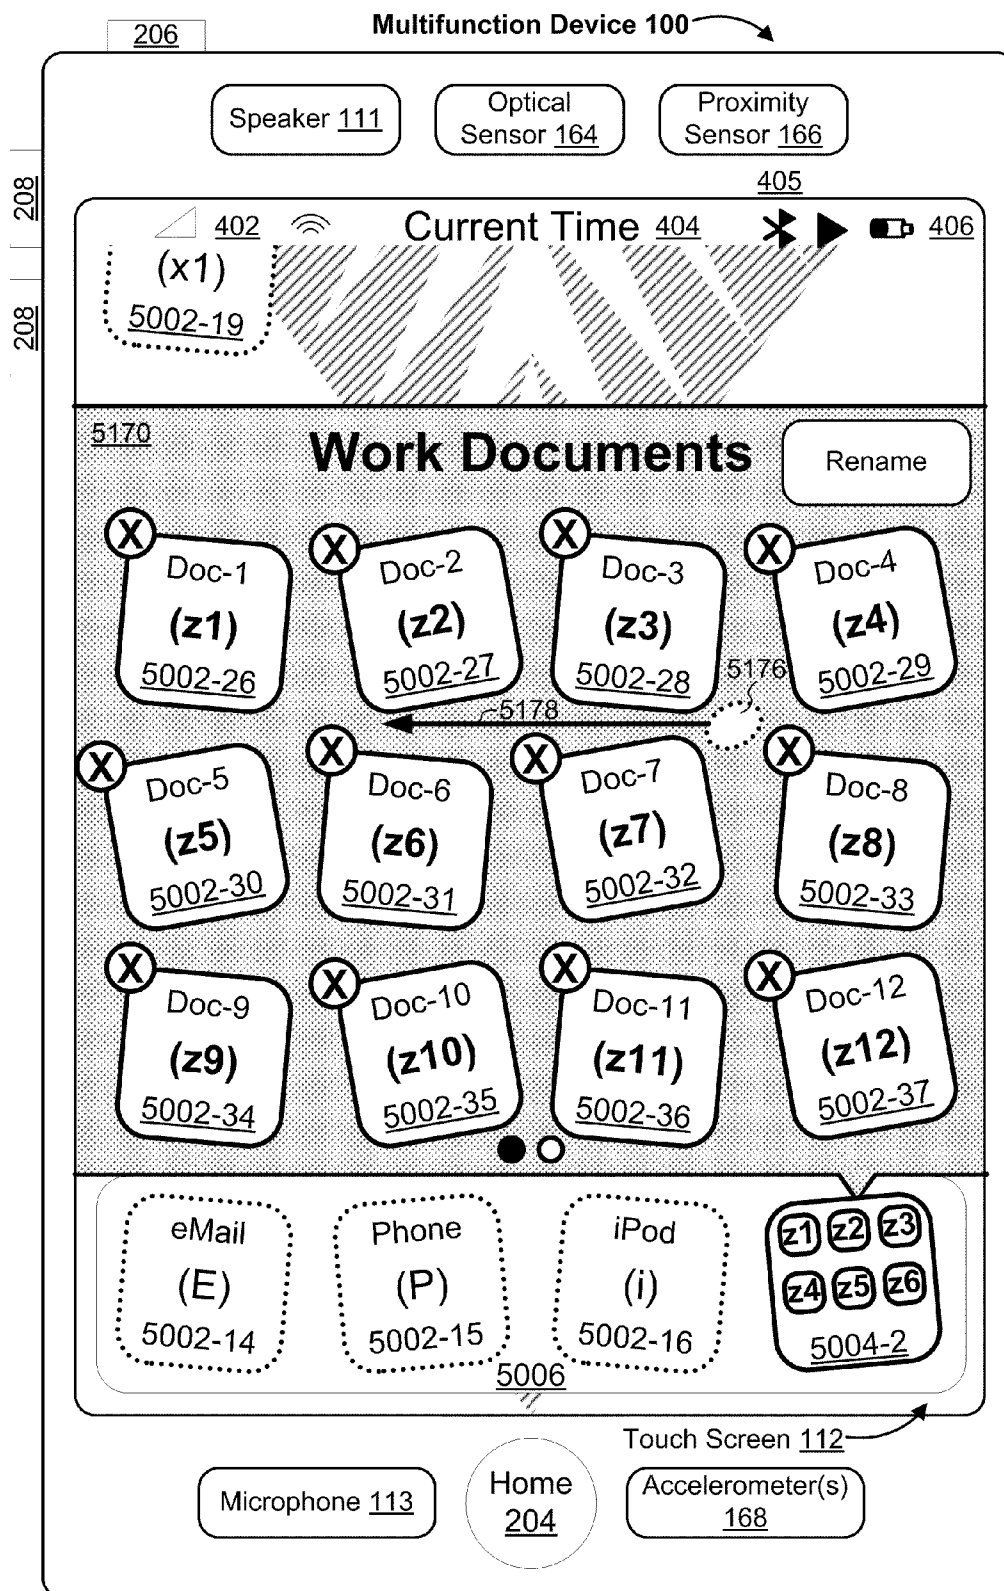 Multifunction Device 100
206
Speaker 111
Optical
Sensor 164
Proximity
Sensor 166
208
208
405
402
Current Time 404
406
(x1)
5002-19
5170
Work Documents
Rename
X
Doc-1
(z1)
5002-26
X
Doc-2
(z2)
5002-27
X
Doc-3
(z3)
5002-28
X
Doc-4
(z4)
5002-29
5176
5178
X
Doc-5
(z5)
5002-30
X
Doc-6
(z6)
5002-31
X
Doc-7
(z7)
5002-32
X
Doc-8
(z8)
5002-33
X
Doc-9
(z9)
5002-34
X
Doc-10
(z10)
5002-35
X
Doc-11
(z11)
5002-36
X
Doc-12
(z12)
5002-37
eMail
(E)
5002-14
Phone
(P)
5002-15
iPod
(i)
5002-16
z1 z2 z3
z4 z5 z6
5004-2
5006
Touch Screen 112
Microphone 113
Home
204
Accelerometer(s)
168